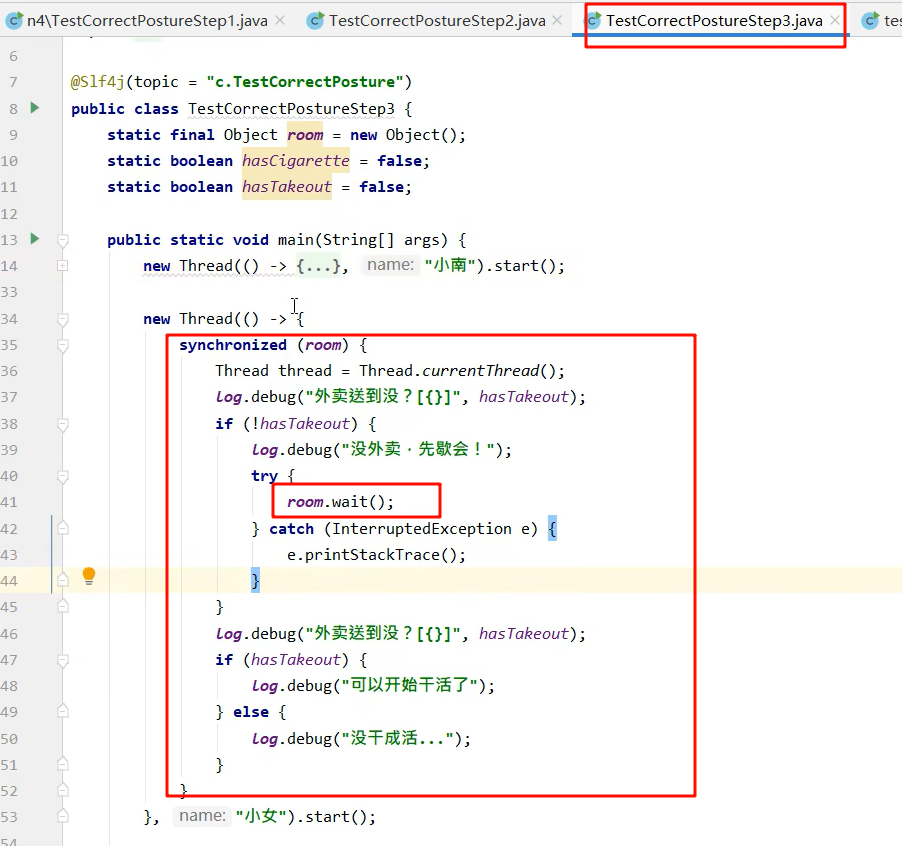 n4\TestCorrectPostureStep1.java × TestCorrectPostureStep2.java × TestCorrectPostureStep3.java × tes
6
7 @Slf4j(topic = "c.TestCorrectPosture")
8 public class TestCorrectPostureStep3 {
9 static final Object room = new Object();
10 static boolean hasCigarette = false;
11 static boolean hasTakeout = false;
12
13 public static void main(String[] args) {
14 new Thread(() -> {...}, name: "小南").start();
33
34 new Thread(() -> {
35 synchronized (room) {
36 Thread thread = Thread.currentThread();
37 log.debug("外卖送到没？[{}]", hasTakeout);
38 if (!hasTakeout) {
39 log.debug("没外卖，先歇会！");
40 try {
41 room.wait();
42 } catch (InterruptedException e) {
43 e.printStackTrace();
44 }
45 }
46 log.debug("外卖送到没？[{}]", hasTakeout);
47 if (hasTakeout) {
48 log.debug("可以开始干活了");
49 } else {
50 log.debug("没干成活...");
51 }
52 }
53 }, name: "小女").start();
54